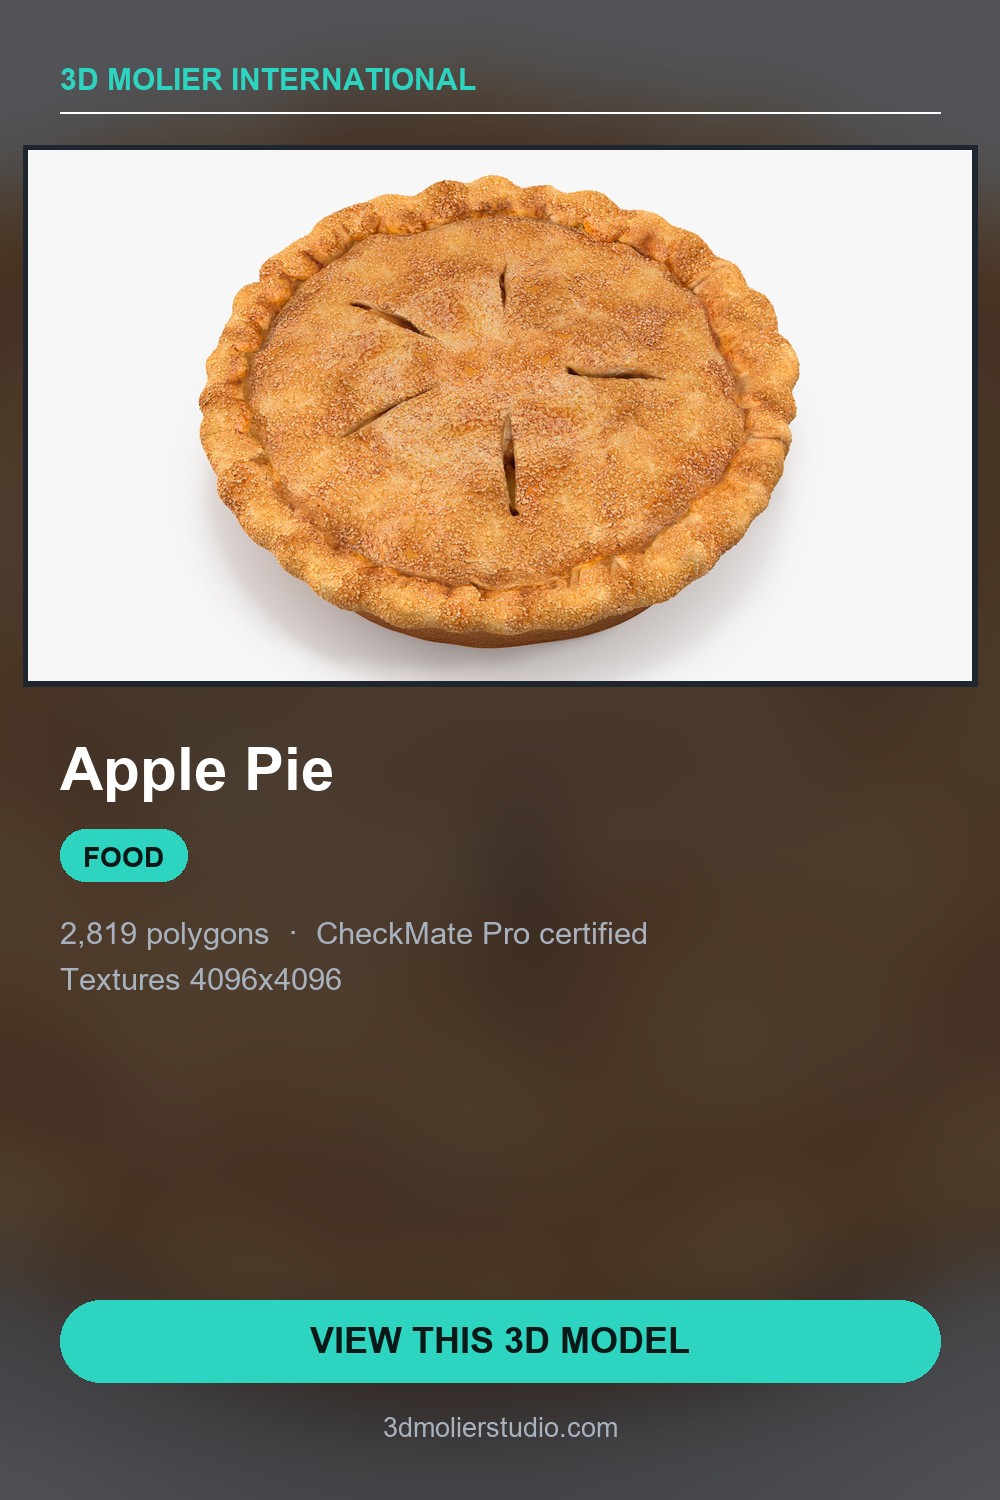 3D MOLIER INTERNATIONAL
Apple Pie
FOOD
2,819 polygons · CheckMate Pro certified
Textures 4096x4096
VIEW THIS 3D MODEL
3dmolierstudio.com